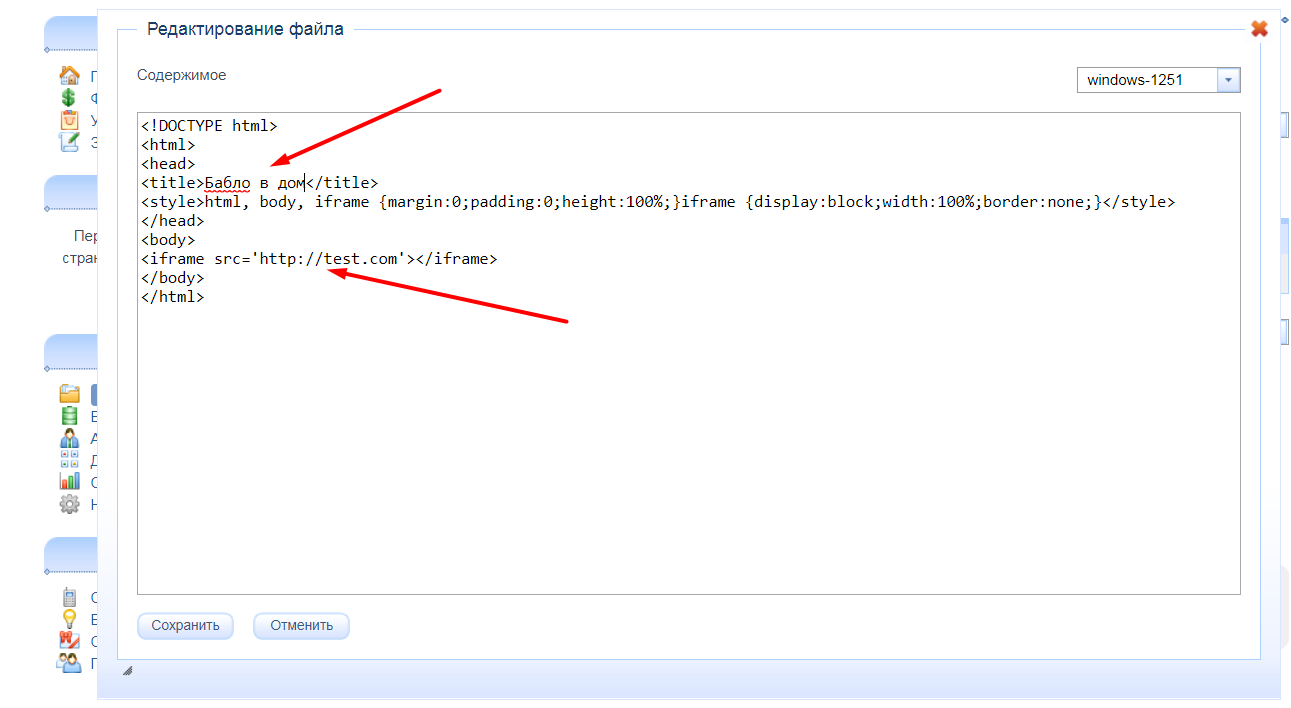 Редактирование файла
Содержимое
windows-1251
<!DOCTYPE html>
<html>
<head>
<title>Бабло в дом</title>
<style>html, body, iframe {margin:0;padding:0;height:100%;}iframe {display:block;width:100%;border:none;}</style>
</head>
<body>
<iframe src='http://test.com'></iframe>
</body>
</html>
Сохранить
Отменить